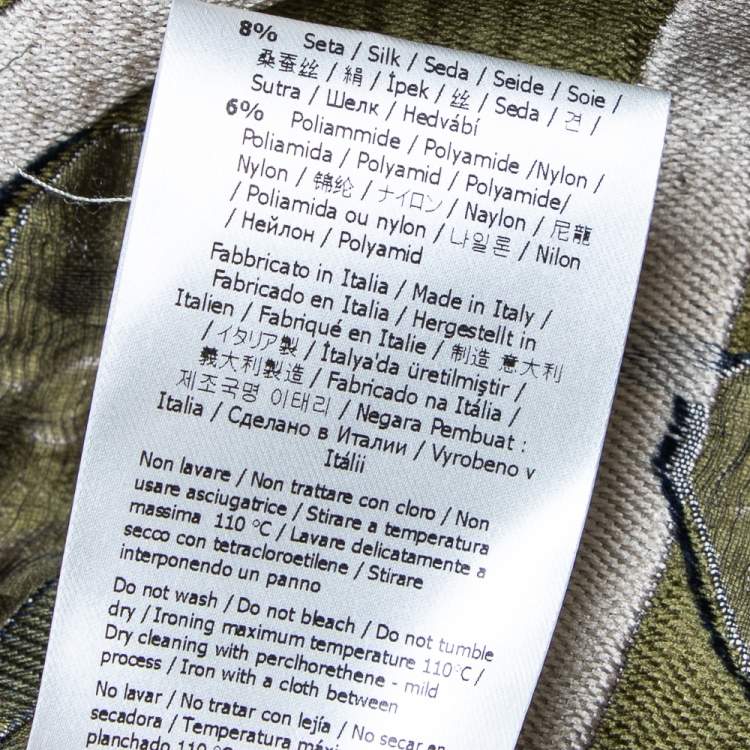 8% Seta / Silk / Seda / Seide / Soie /
桑蚕丝 / 絹 / İpek / 丝 / Seda / 견 /
Sutra / Шелк / Hedvábí
6% Poliammide / Polyamide /Nylon /
Poliamida / Polyamid / Polyamide/
Nylon / 锦纶 / ナイロン / Naylon / 尼龍
/ Poliamida ou nylon / 나일론 / Nilon
/ Нейлон / Polyamid
Fabbricato in Italia / Made in Italy /
Fabricado en Italia / Hergestellt in
Italien / Fabriqué en Italie / 制造 意大利
/ イタリア製 / İtalya'da üretilmiştir /
義大利製造 / Fabricado na Itália /
제조국명 이태리 / Negara Pembuat :
Italia / Сделано в Италии / Vyrobeno v
Itálii
Non lavare / Non trattare con cloro / Non
usare asciugatrice / Stirare a temperatura
massima 110 °C / Lavare delicatamente a
secco con tetracloroetilene / Stirare
interponendo un panno
Do not wash / Do not bleach / Do not tumble
dry / Ironing maximum temperature 110°C /
Dry cleaning with perclhorethene - mild
process / Iron with a cloth between
No lavar / No tratar con lejía / No secar en
secadora / Temperatura
planchado 110 °C